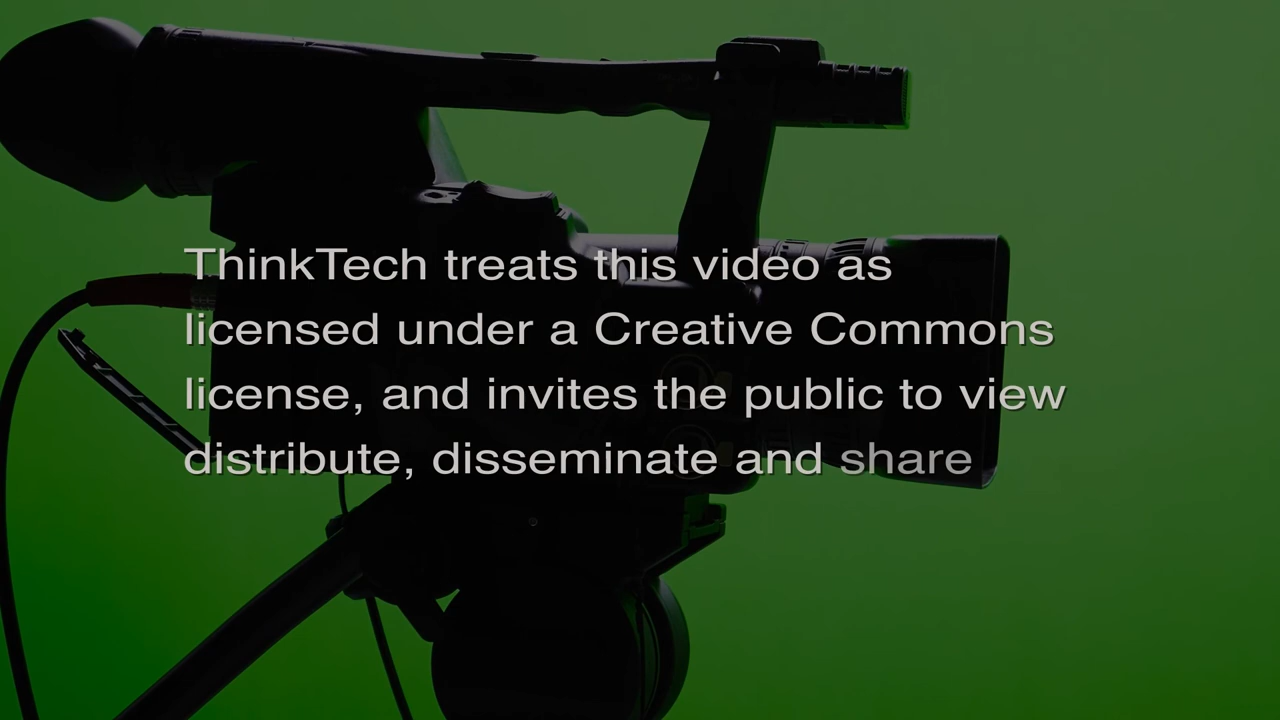 ThinkTech treats this video as
licensed under a Creative Commons
license, and invites the public to view
distribute, disseminate and share